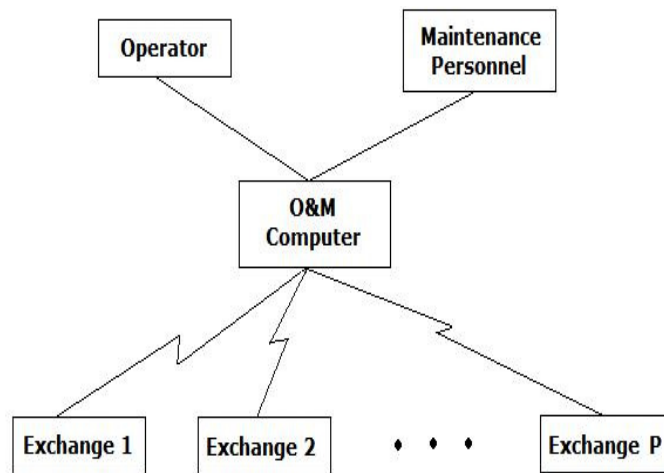 Operator
Maintenance
Personnel
O&M
Computer
Exchange 1
Exchange 2
Exchange P